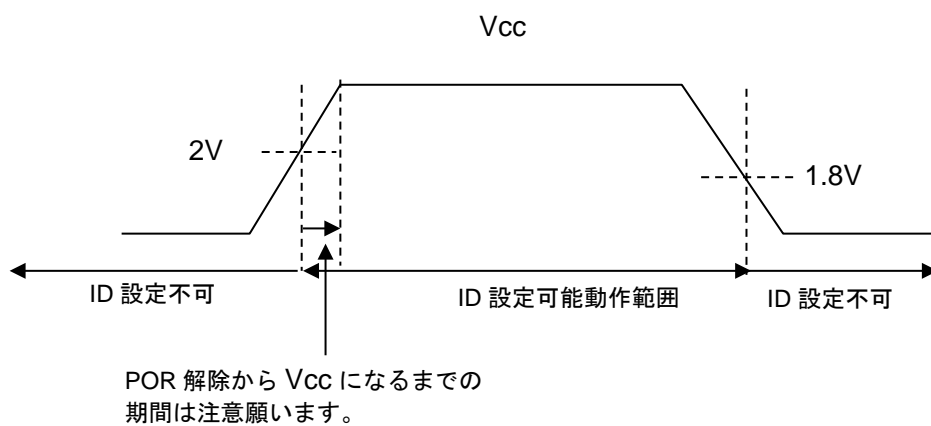 Vcc
2V
1.8V
ID 設定不可
ID 設定可能動作範囲
ID 設定不可
POR 解除から Vcc になるまでの
期間は注意願います。